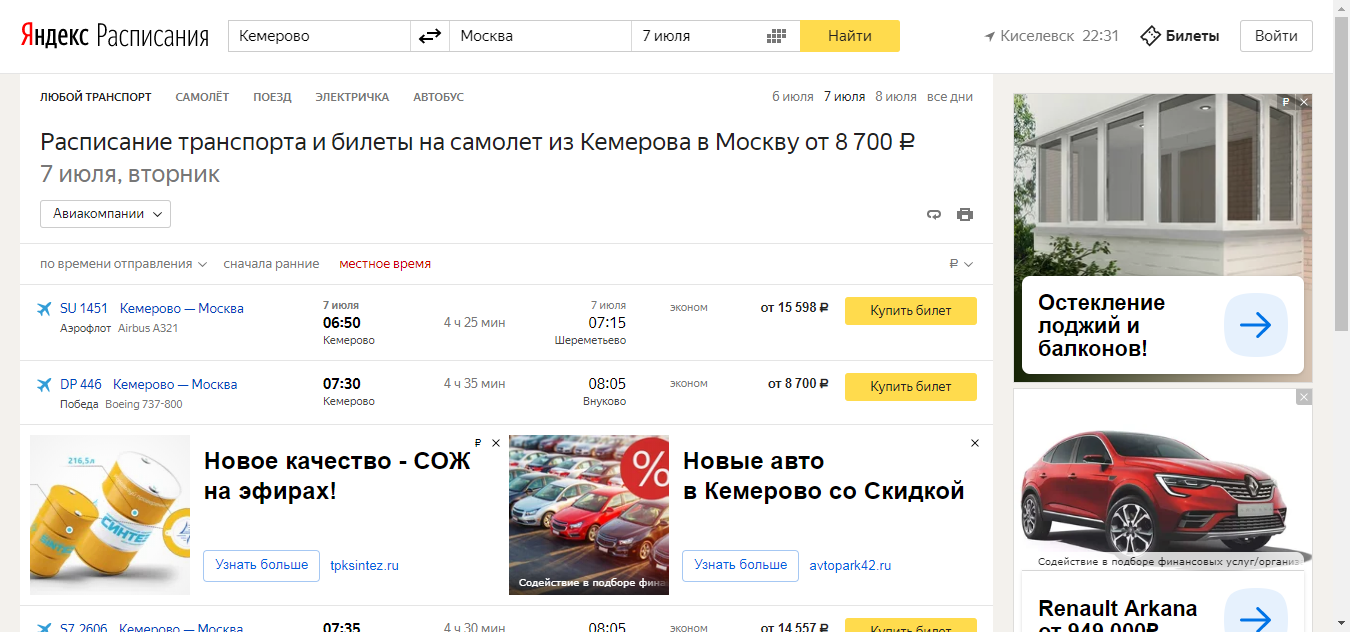 Яндекс Расписания
Кемерово
Москва
7 июля
Найти
Киселевск 22:31
Билеты
Войти
ЛЮБОЙ ТРАНСПОРТ САМОЛЁТ ПОЕЗД ЭЛЕКТРИЧКА АВТОБУС
6 июля 7 июля 8 июля все дни
Расписание транспорта и билеты на самолет из Кемерова в Москву от 8 700 ₽
7 июля, вторник
Авиакомпании
по времени отправления сначала ранние местное время ₽
SU 1451 Кемерово — Москва
Аэрофлот Airbus A321
7 июля
06:50
Кемерово
4 ч 25 мин
7 июля
07:15
Шереметьево
эконом
от 15 598 ₽
Купить билет
DP 446 Кемерово — Москва
Победа Boeing 737-800
07:30
Кемерово
4 ч 35 мин
08:05
Внуково
эконом
от 8 700 ₽
Купить билет
216,5л
СИНТЕЗ
₽
Новое качество - СОЖ
на эфирах!
Узнать больше
tpksintez.ru
%
Содействие в подборе фина
Новые авто
в Кемерово со Скидкой
Узнать больше
avtopark42.ru
S7 2606 Кемерово — Москва
07:35
4 ч 30 мин
08:05
эконом
от 14 557 ₽
Купить билет
₽
Остекление
лоджий и
балконов!
Содействие в подборе финансовых услуг/организ
Renault Arkana
от 949 000₽